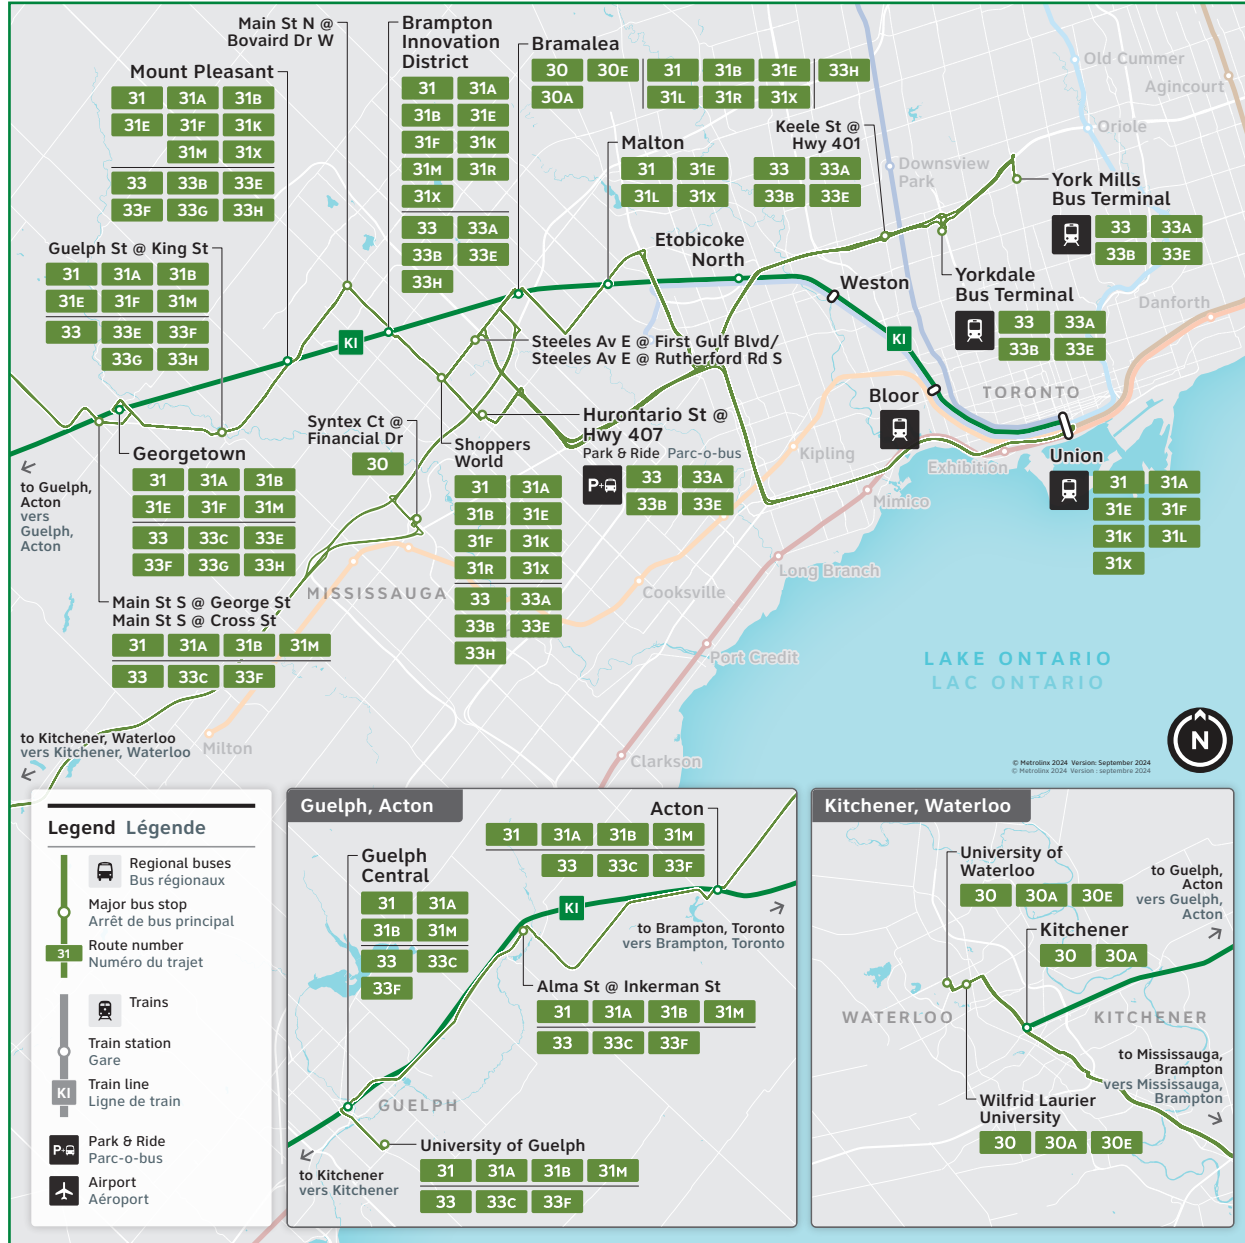 Main St N @
Bovaird Dr W
Brampton
Innovation
District
31 31A
31B 31E
31F 31K
31M 31R
31X
33 33A
33B 33E
33H
Bramalea
30 30E 31 31B 31E 33H
30A 31L 31R 31X
Mount Pleasant
31 31A 31B
31E 31F 31K
31M 31X
33 33B 33E
33F 33G 33H
Malton
31 31E
31L 31X
Keele St @
Hwy 401
33 33A
33B 33E
Old Cummer
Agincourt
Oriole
Downsview
Park
York Mills
Bus Terminal
33 33A
33B 33E
Guelph St @ King St
31 31A 31B
31E 31F 31M
33 33E 33F
33G 33H
Etobicoke
North
Weston
Yorkdale
Bus Terminal
33 33A
33B 33E
Danforth
KI
KI
Steeles Av E @ First Gulf Blvd/
Steeles Av E @ Rutherford Rd S
Bloor
TORONTO
Syntex Ct @
Financial Dr
30
Hurontario St @
Hwy 407
Park & Ride Parc-o-bus
P+
33 33A
33B 33E
Kipling
Exhibition
Union
31 31A
31E 31F
31K 31L
31X
Mimico
Georgetown
31 31A 31B
31E 31F 31M
33 33C 33E
33F 33G 33H
Shoppers
World
31 31A
31B 31E
31F 31K
31R 31X
33 33A
33B 33E
33H
to Guelph,
Acton
vers
Guelph,
Acton
Long Branch
Cooksville
MISSISSAUGA
Main St S @ George St
Main St S @ Cross St
31 31A 31B 31M
33 33C 33F
Port Credit
LAKE ONTARIO
LAC ONTARIO
to Kitchener, Waterloo
vers Kitchener, Waterloo
Milton
Clarkson
N
© Metrolinx 2024 Version: September 2024
© Metrolinx 2024 Version : septembre 2024
Legend Légende
Regional buses
Bus régionaux
Major bus stop
Arrêt de bus principal
31
Route number
Numéro du trajet
Trains
Train station
Gare
KI
Train line
Ligne de train
P+
Park & Ride
Parc-o-bus
Airport
Aéroport
Guelph, Acton
Acton
31 31A 31B 31M
33 33C 33F
Guelph
Central
31 31A
31B 31M
33 33C
33F
KI
to Brampton, Toronto
vers Brampton, Toronto
Alma St @ Inkerman St
31 31A 31B 31M
33 33C 33F
GUELPH
University of Guelph
31 31A 31B 31M
33 33C 33F
to Kitchener
vers Kitchener
Kitchener, Waterloo
University of
Waterloo
30 30A 30E
to Guelph,
Acton
vers Guelph,
Acton
Kitchener
30 30A
WATERLOO
KITCHENER
to Mississauga,
Brampton
vers Mississauga,
Brampton
Wilfrid Laurier
University
30 30A 30E